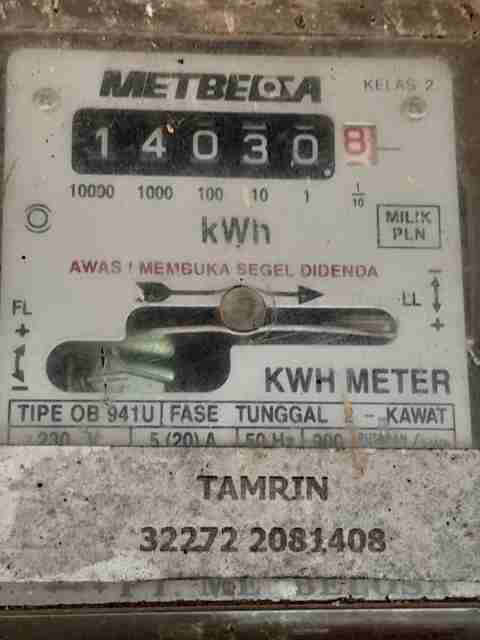 METBELOSA
KELAS 2
1 4 0 3 0 8
10000 1000 100 10 1 1/10
kWh
MILIK
PLN
AWAS ! MEMBUKA SEGEL DIDENDA
FL
+
-
LL
+
KWH METER
TIPE OB 941U FASE TUNGGAL 2 - KAWAT
230 V 5 (20) A 50 Hz 900
TAMRIN
32272 2081408